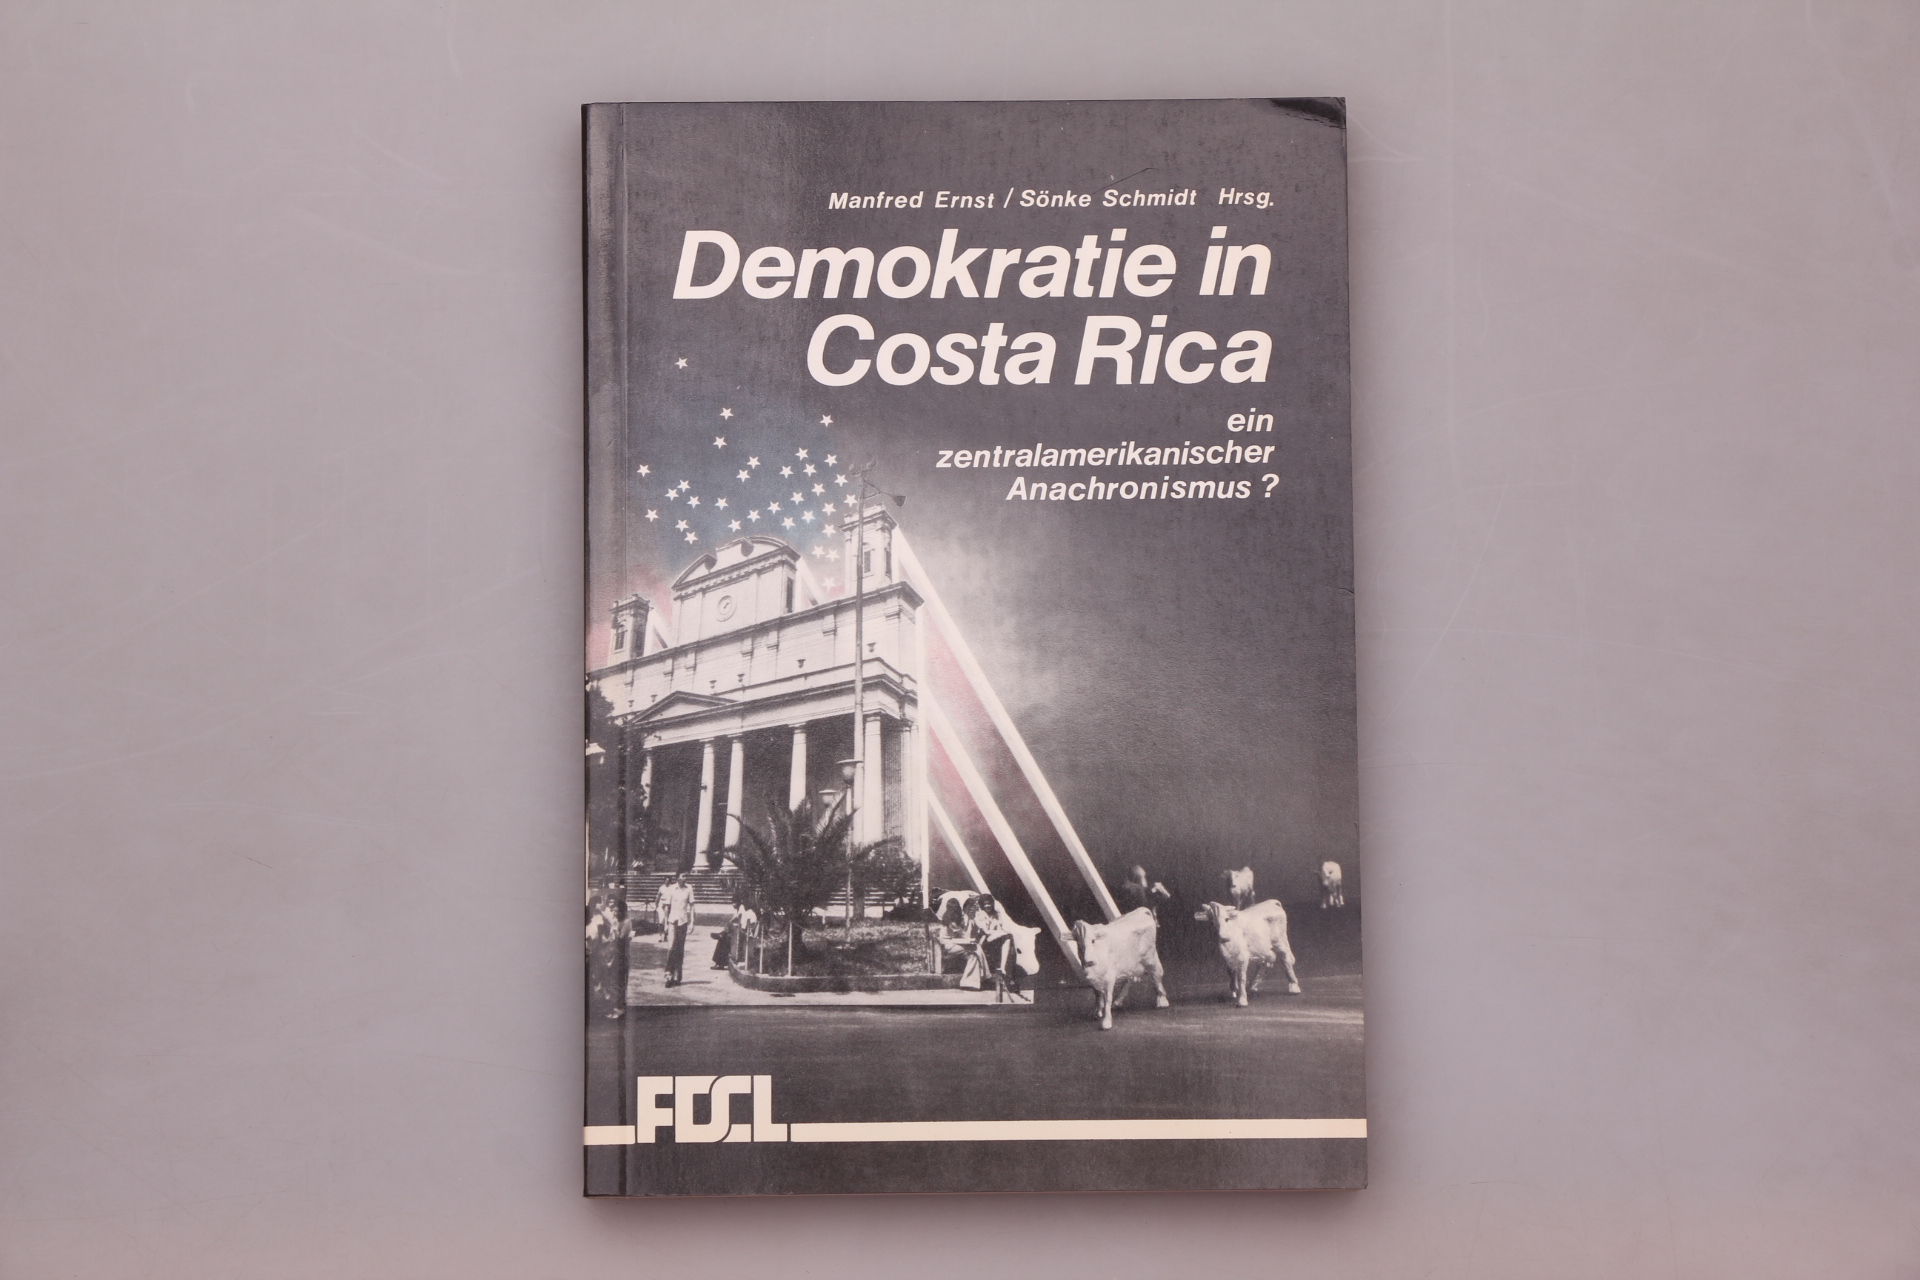 Manfred Ernst / Sönke Schmidt Hrsg.
Demokratie in
Costa Rica
ein
zentralamerikanischer
Anachronismus ?
FDCL